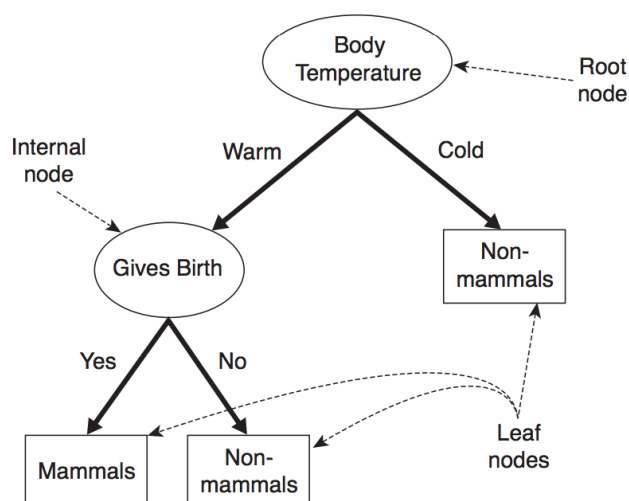 Body
Temperature
Root
node
Internal
node
Warm
Cold
Gives Birth
Non-
mammals
Yes
No
Mammals
Non-
mammals
Leaf
nodes